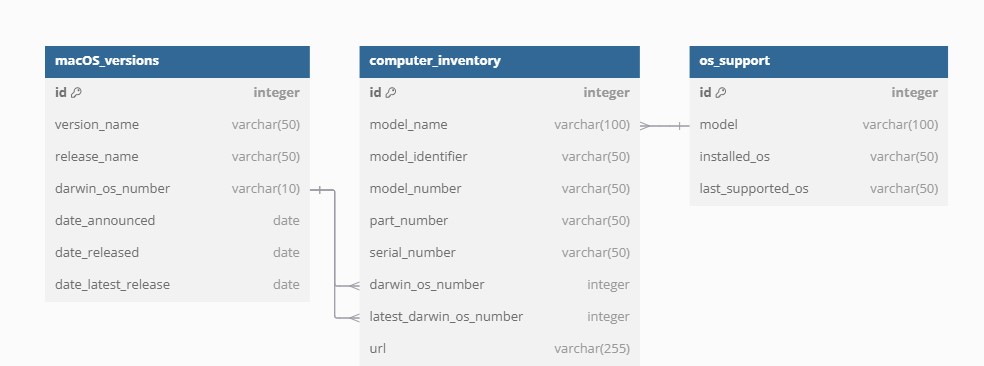 macOS_versions
id integer
version_name varchar(50)
release_name varchar(50)
darwin_os_number varchar(10)
date_announced date
date_released date
date_latest_release date
computer_inventory
id integer
model_name varchar(100)
model_identifier varchar(50)
model_number varchar(50)
part_number varchar(50)
serial_number varchar(50)
darwin_os_number integer
latest_darwin_os_number integer
url varchar(255)
os_support
id integer
model varchar(100)
installed_os varchar(50)
last_supported_os varchar(50)